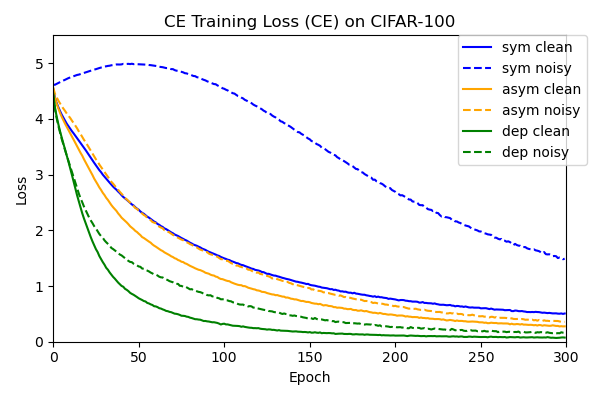 CE Training Loss (CE) on CIFAR-100
sym clean
sym noisy
asym clean
asym noisy
dep clean
dep noisy
Loss
5
4
3
2
1
0
0 50 100 150 200 250 300
Epoch